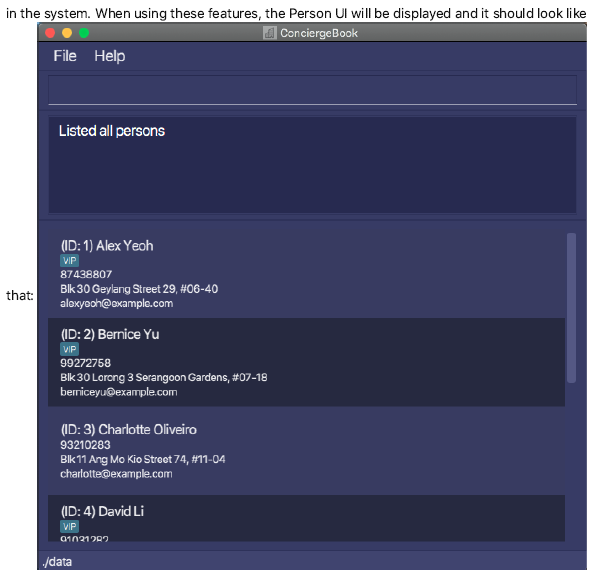 in the system. When using these features, the Person UI will be displayed and it should look like
ConciergeBook
File Help
Listed all persons
(ID: 1) Alex Yeoh
VIP
87438807
Blk 30 Geylang Street 29, #06-40
alexyeoh@example.com
(ID: 2) Bernice Yu
VIP
99272758
Blk 30 Lorong 3 Serangoon Gardens, #07-18
berniceyu@example.com
that:
(ID: 3) Charlotte Oliveiro
93210283
Blk 11 Ang Mo Kio Street 74, #11-04
charlotte@example.com
(ID: 4) David Li
VIP
91031282
./data